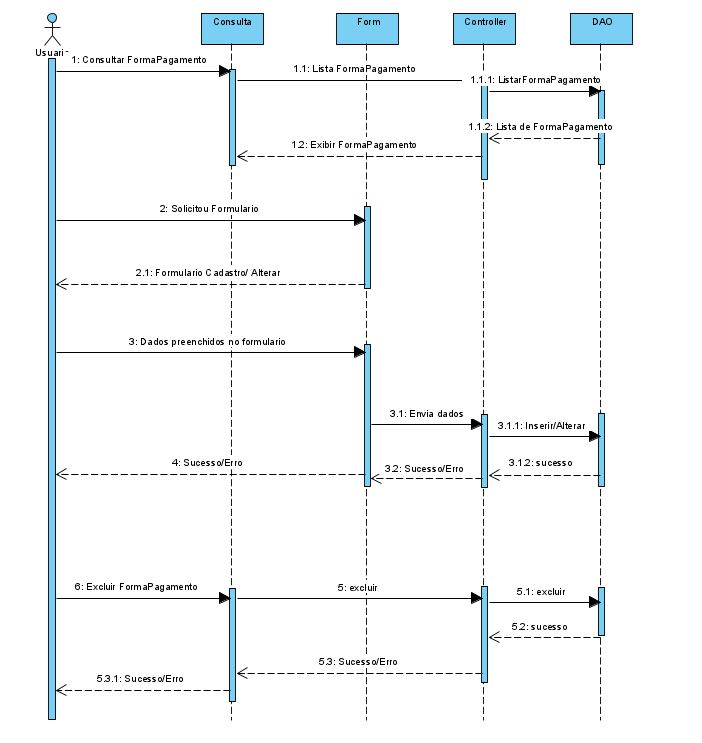 Consulta
Form
Controller
DAO
Usuari
1: Consultar FormaPagamento
1.1: Lista FormaPagamento
1.1.1: ListarFormaPagamento
1.1.2: Lista de FormaPagamento
1.2: Exibir FormaPagamento
2: Solicitou Formulario
2.1: Formulario Cadastro/ Alterar
3: Dados preenchidos no formulario
3.1: Envia dados
3.1.1: Inserir/Alterar
4: Sucesso/Erro
3.2: Sucesso/Erro
3.1.2: sucesso
6: Excluir FormaPagamento
5: excluir
5.1: excluir
5.2: sucesso
5.3: Sucesso/Erro
5.3.1: Sucesso/Erro